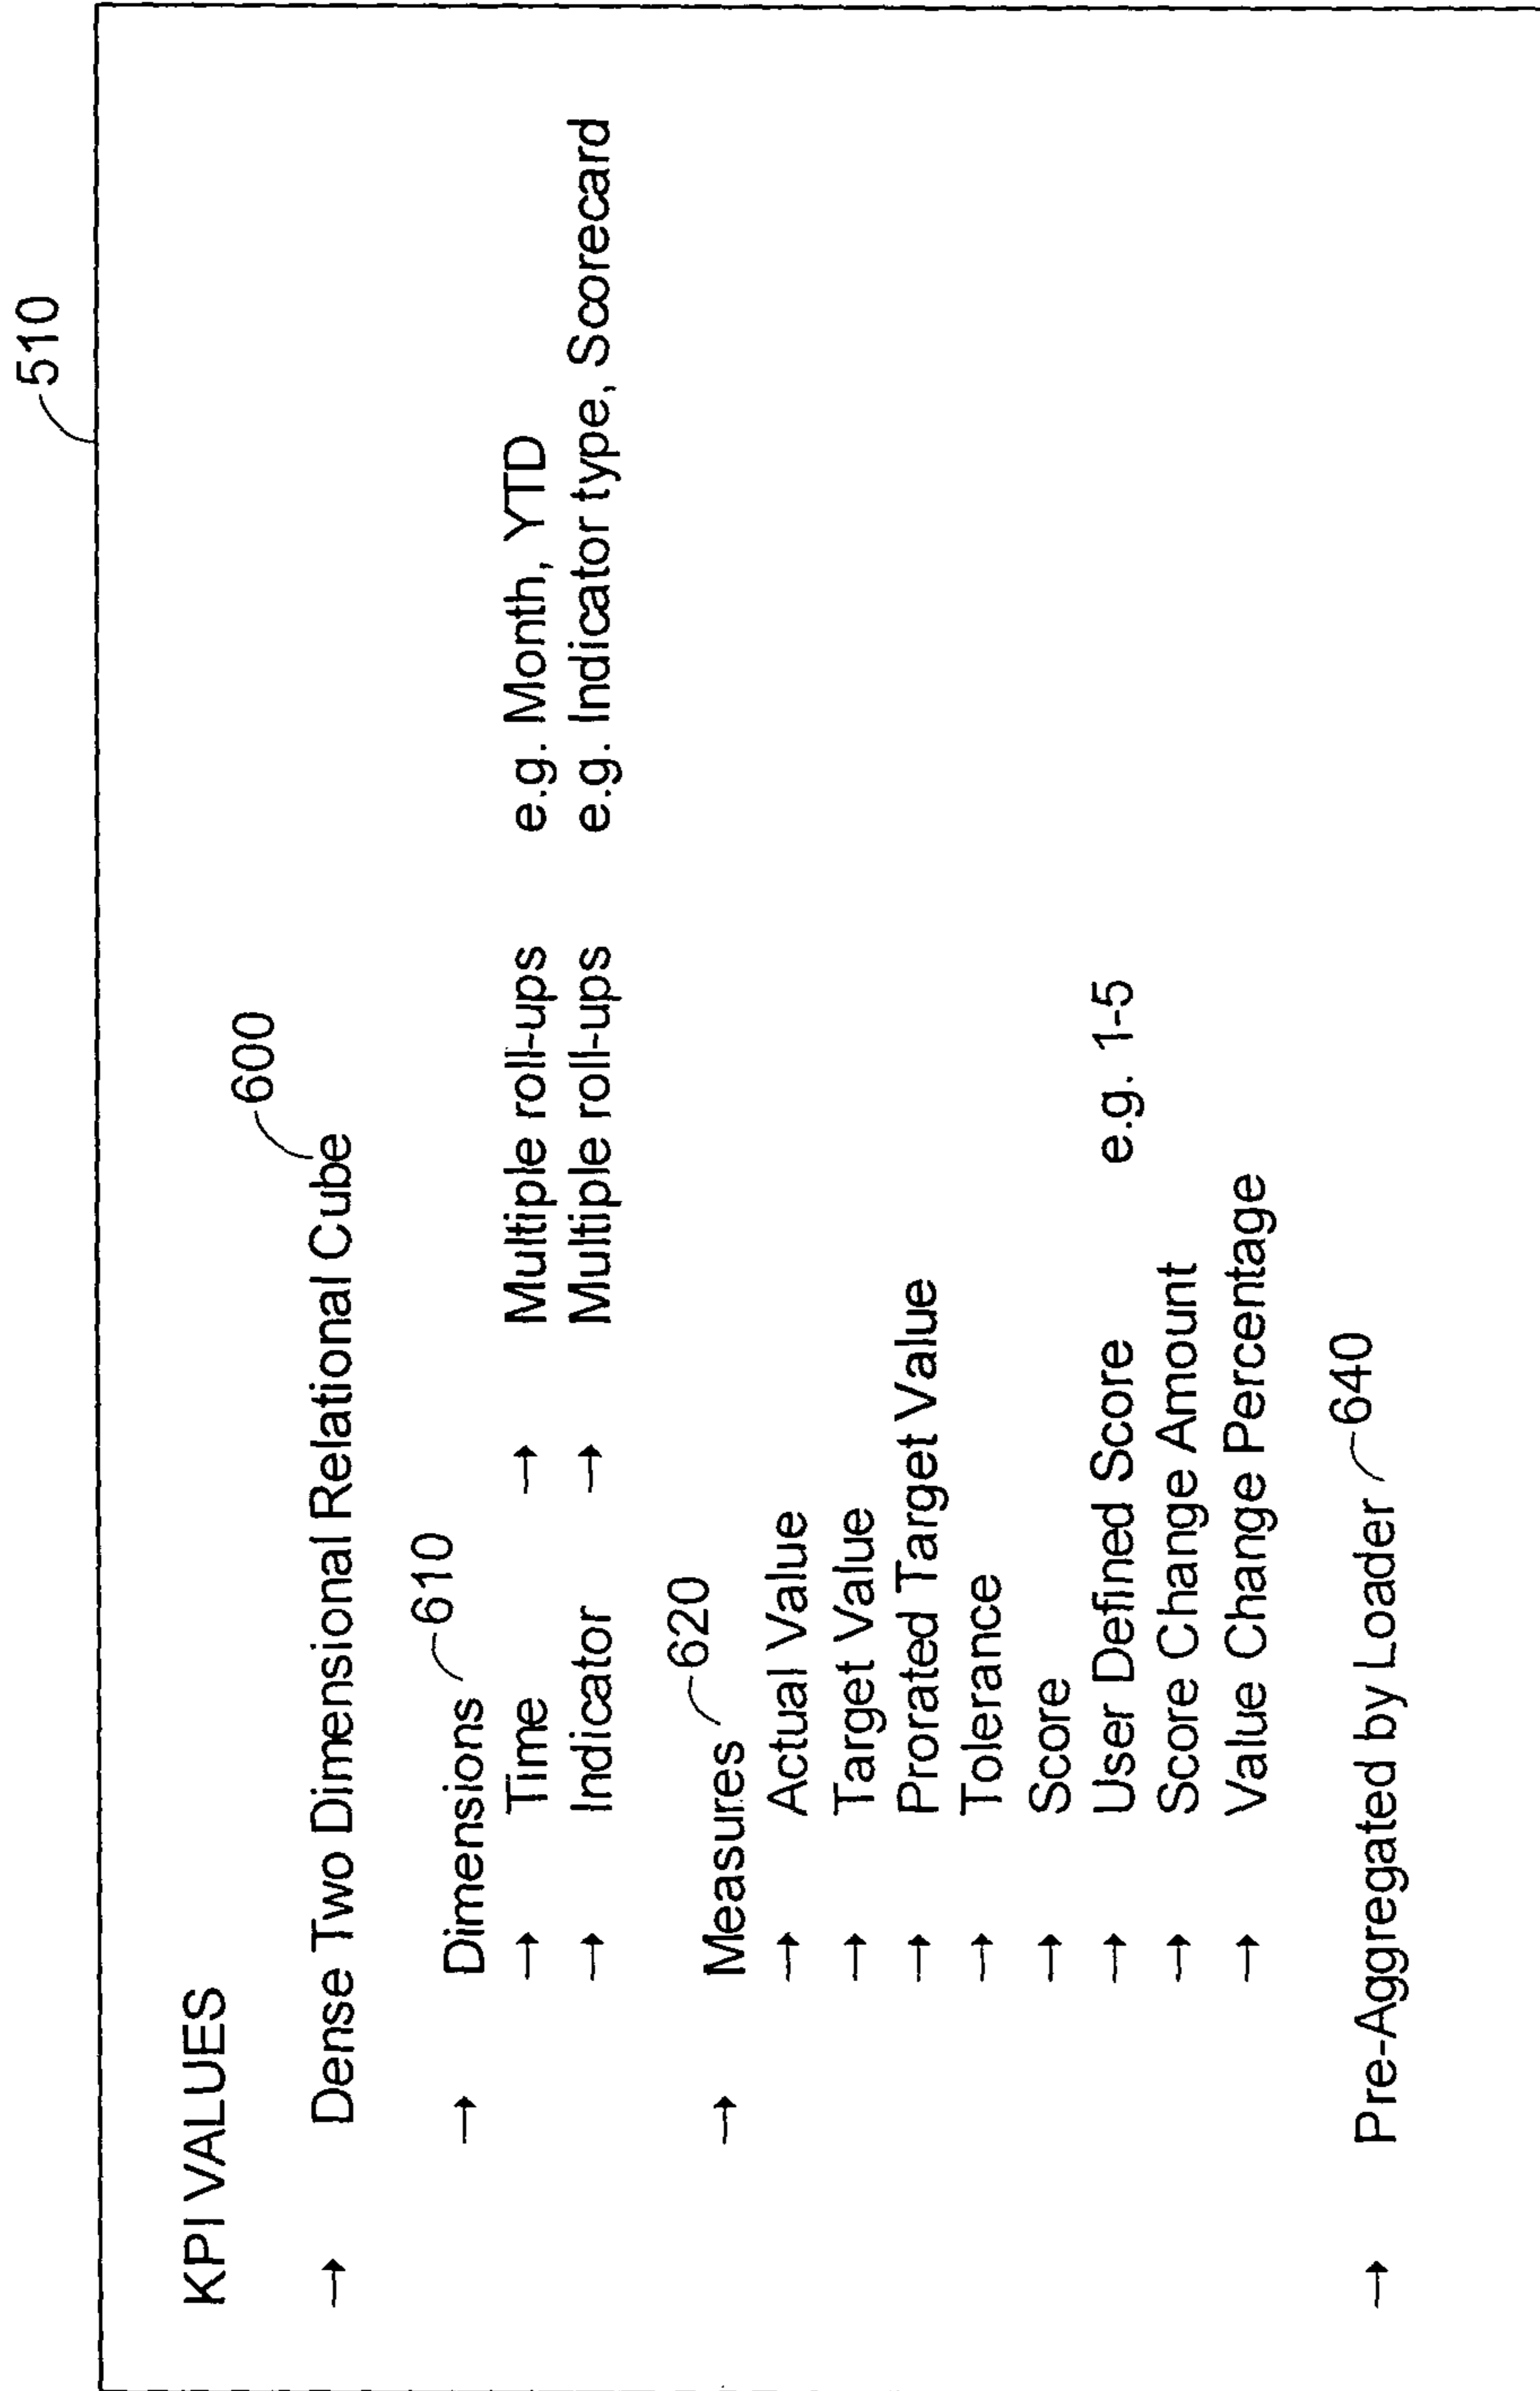 510
KPI VALUES
600
→ Dense Two Dimensional Relational Cube
610
→ Dimensions
→ Time → Multiple roll-ups e.g. Month, YTD
→ Indicator → Multiple roll-ups e.g. Indicator type, Scorecard
620
→ Measures
→ Actual Value
→ Target Value
→ Prorated Target Value
→ Tolerance
→ Score
→ User Defined Score e.g. 1-5
→ Score Change Amount
→ Value Change Percentage
→ Pre-Aggregated by Loader 640